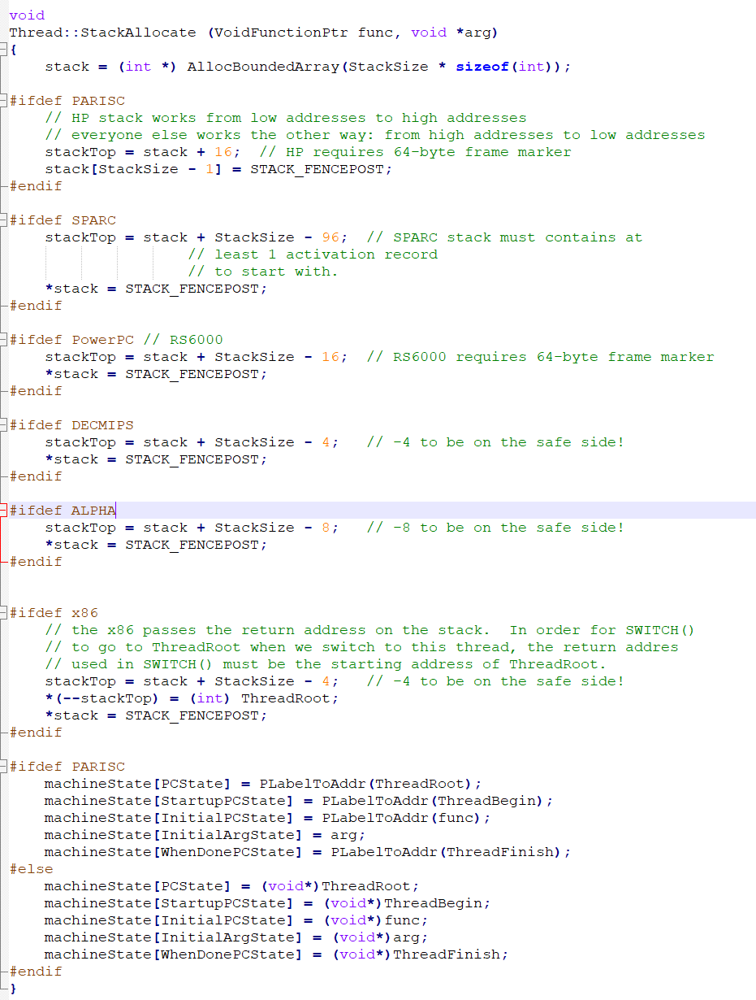 void
Thread::StackAllocate (VoidFunctionPtr func, void *arg)
{
    stack = (int *) AllocBoundedArray(StackSize * sizeof(int));

#ifdef PARISC
    // HP stack works from low addresses to high addresses
    // everyone else works the other way: from high addresses to low addresses
    stackTop = stack + 16;  // HP requires 64-byte frame marker
    stack[StackSize - 1] = STACK_FENCEPOST;
#endif

#ifdef SPARC
    stackTop = stack + StackSize - 96;  // SPARC stack must contains at
                    // least 1 activation record
                    // to start with.
    *stack = STACK_FENCEPOST;
#endif

#ifdef PowerPC // RS6000
    stackTop = stack + StackSize - 16;  // RS6000 requires 64-byte frame marker
    *stack = STACK_FENCEPOST;
#endif

#ifdef DECMIPS
    stackTop = stack + StackSize - 4;   // -4 to be on the safe side!
    *stack = STACK_FENCEPOST;
#endif

#ifdef ALPHA
    stackTop = stack + StackSize - 8;   // -8 to be on the safe side!
    *stack = STACK_FENCEPOST;
#endif


#ifdef x86
    // the x86 passes the return address on the stack.  In order for SWITCH()
    // to go to ThreadRoot when we switch to this thread, the return addres
    // used in SWITCH() must be the starting address of ThreadRoot.
    stackTop = stack + StackSize - 4;   // -4 to be on the safe side!
    *(--stackTop) = (int) ThreadRoot;
    *stack = STACK_FENCEPOST;
#endif

#ifdef PARISC
    machineState[PCState] = PLabelToAddr(ThreadRoot);
    machineState[StartupPCState] = PLabelToAddr(ThreadBegin);
    machineState[InitialPCState] = PLabelToAddr(func);
    machineState[InitialArgState] = arg;
    machineState[WhenDonePCState] = PLabelToAddr(ThreadFinish);
#else
    machineState[PCState] = (void*)ThreadRoot;
    machineState[StartupPCState] = (void*)ThreadBegin;
    machineState[InitialPCState] = (void*)func;
    machineState[InitialArgState] = (void*)arg;
    machineState[WhenDonePCState] = (void*)ThreadFinish;
#endif
}